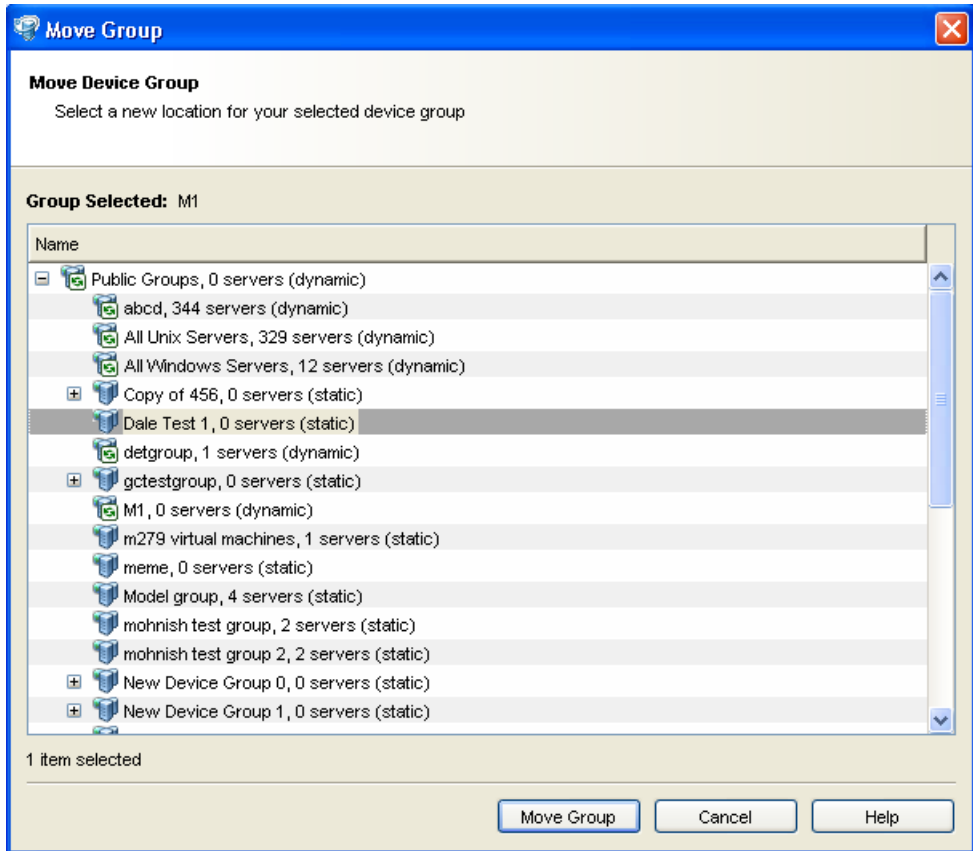 Move Group
Move Device Group
Select a new location for your selected device group
Group Selected: M1
Name
Public Groups, 0 servers (dynamic)
abcd, 344 servers (dynamic)
All Unix Servers, 329 servers (dynamic)
All Windows Servers, 12 servers (dynamic)
Copy of 456, 0 servers (static)
Dale Test 1, 0 servers (static)
detgroup, 1 servers (dynamic)
gctestgroup, 0 servers (static)
M1, 0 servers (dynamic)
m279 virtual machines, 1 servers (static)
meme, 0 servers (static)
Model group, 4 servers (static)
mohnish test group, 2 servers (static)
mohnish test group 2, 2 servers (static)
New Device Group 0, 0 servers (static)
New Device Group 1, 0 servers (static)
1 item selected
Move Group Cancel Help